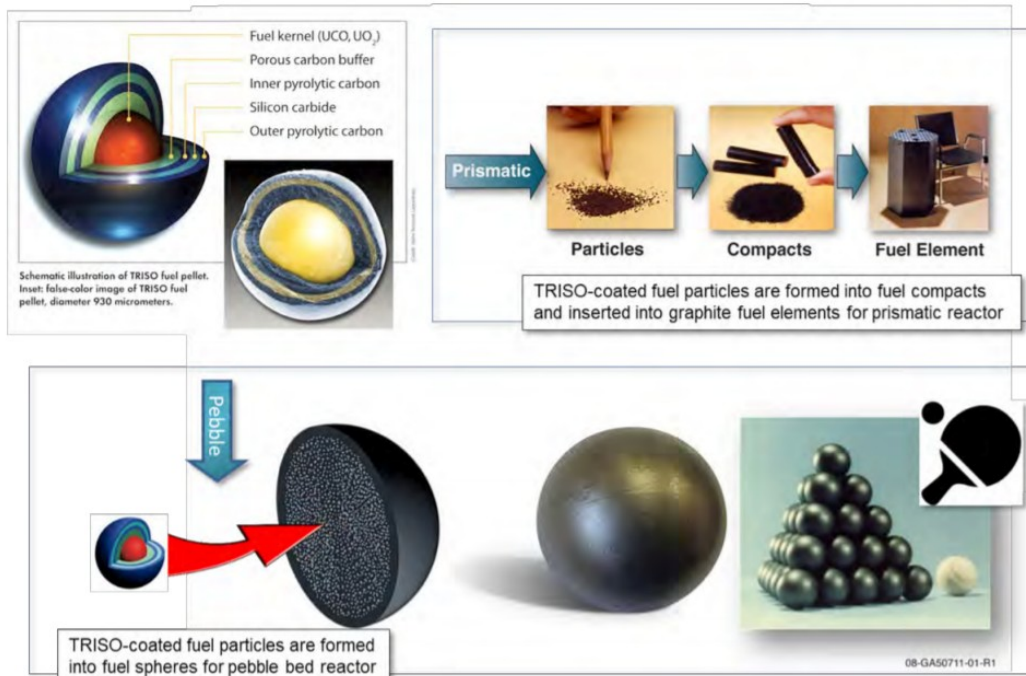 Fuel kernel (UCO, UO₂)
Porous carbon buffer
Inner pyrolytic carbon
Silicon carbide
Outer pyrolytic carbon
Schematic illustration of TRISO fuel pellet.
Inset: false-color image of TRISO fuel
pellet, diameter 930 micrometers.
Prismatic
Particles
Compacts
Fuel Element
TRISO-coated fuel particles are formed into fuel compacts
and inserted into graphite fuel elements for prismatic reactor
Pebble
TRISO-coated fuel particles are formed
into fuel spheres for pebble bed reactor
08-GA50711-01-R1